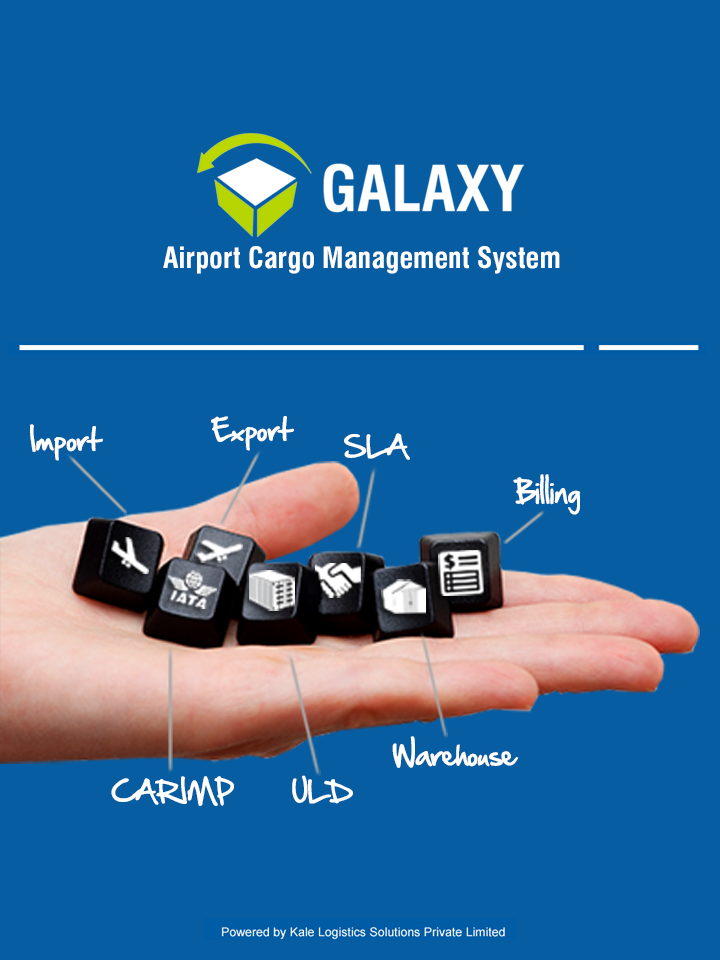 GALAXY
Airport Cargo Management System
Import
Export
SLA
Billing
IATA
$
Warehouse
CARIMP
ULD
Powered by Kale Logistics Solutions Private Limited